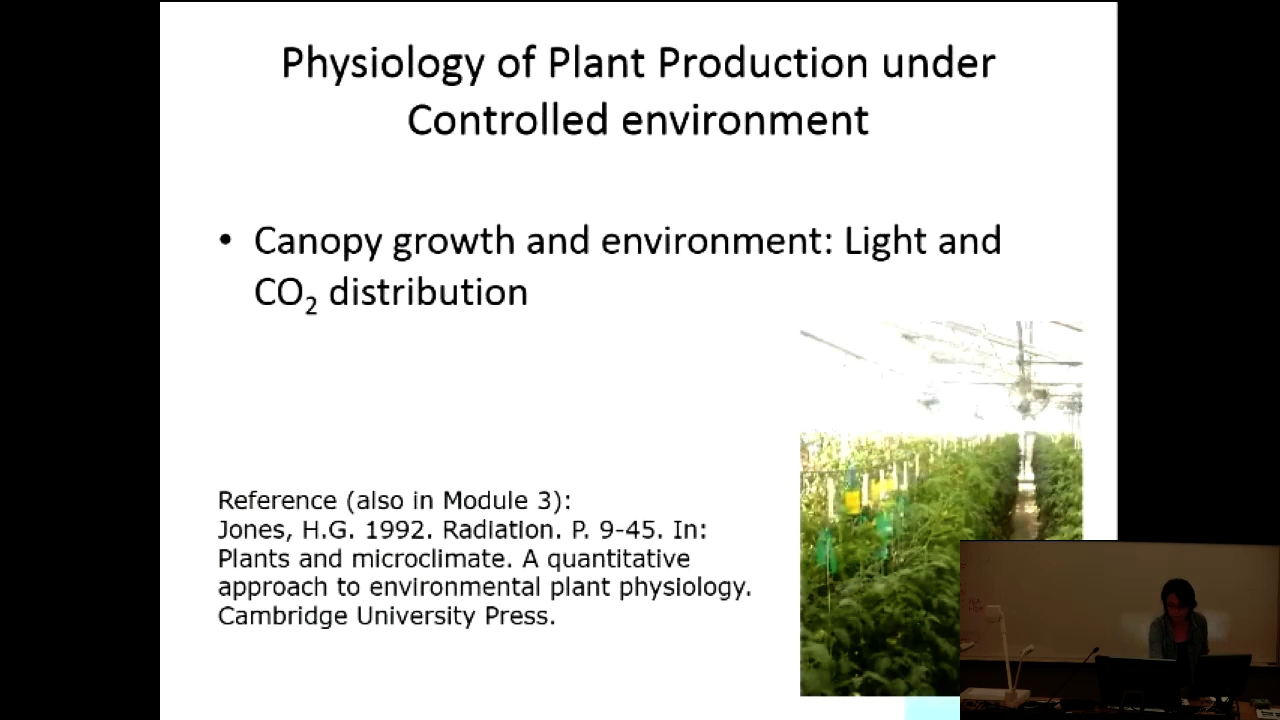 Physiology of Plant Production under
Controlled environment
• Canopy growth and environment: Light and
CO₂ distribution
Reference (also in Module 3):
Jones, H.G. 1992. Radiation. P. 9-45. In:
Plants and microclimate. A quantitative
approach to environmental plant physiology.
Cambridge University Press.